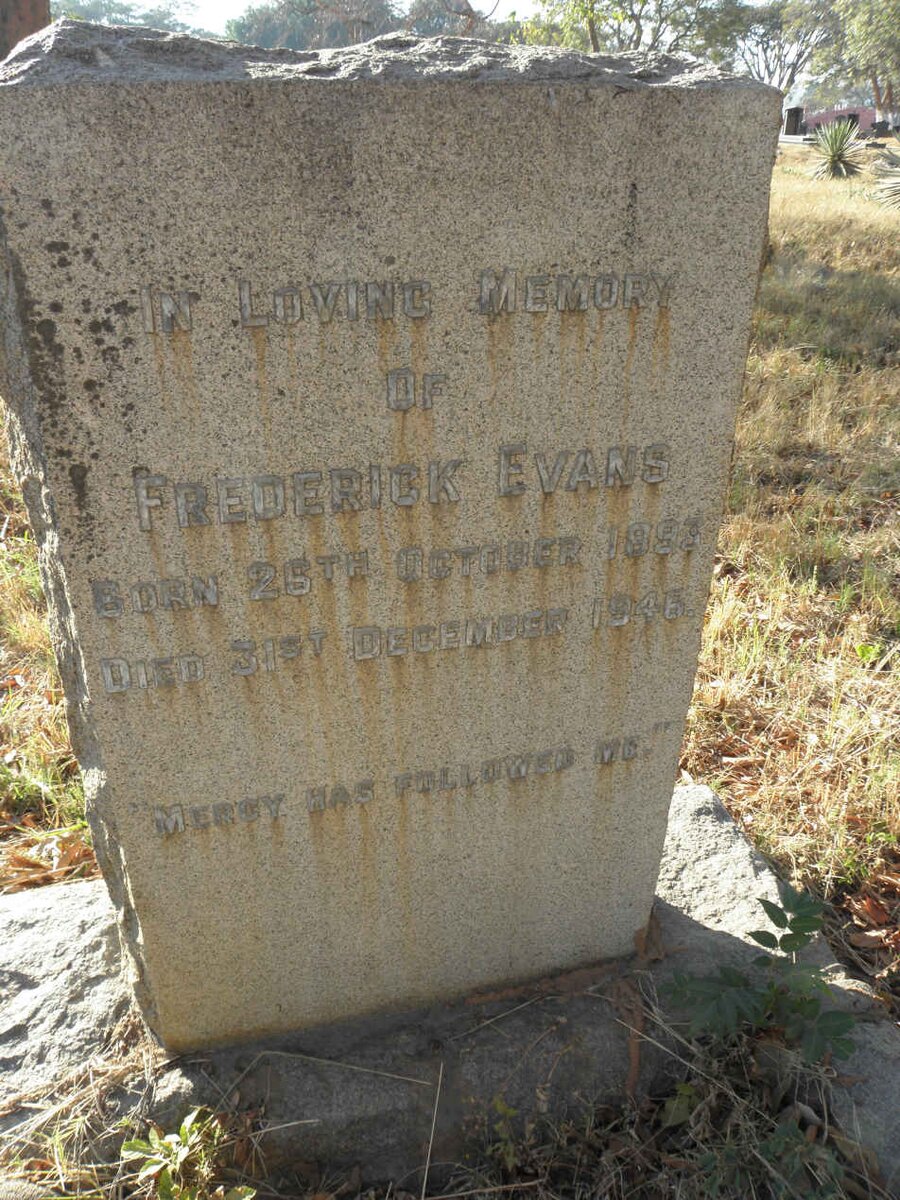 IN LOVING MEMORY
OF
FREDERICK EVANS
BORN 26TH OCTOBER 1893
DIED 31ST DECEMBER 1946.
"MERCY HAS FOLLOWED ME."